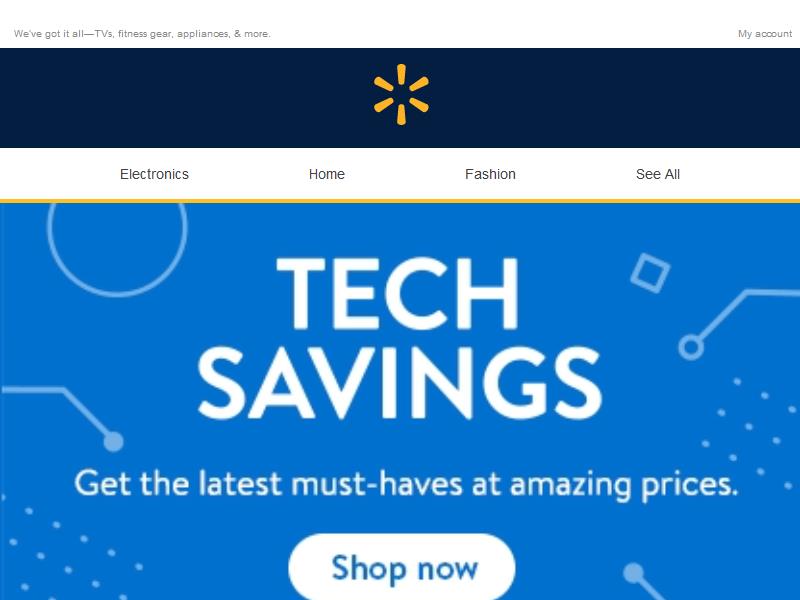 We've got it all—TVs, fitness gear, appliances, & more.
My account
Electronics Home Fashion See All
TECH
SAVINGS
Get the latest must-haves at amazing prices.
Shop now